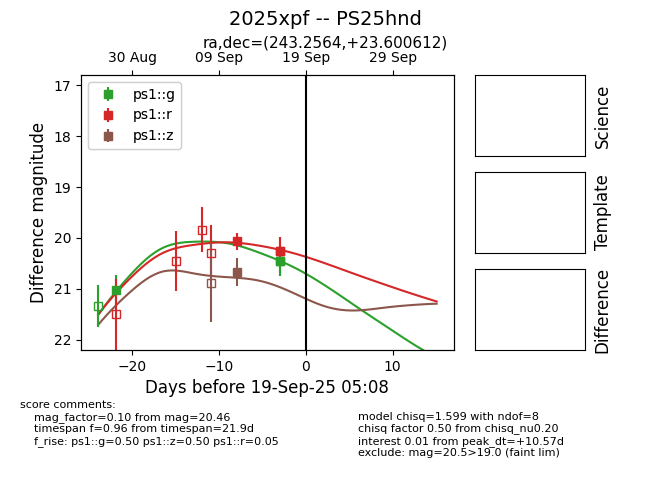 2025xpf -- PS25hnd
ra,dec=(243.2564,+23.600612)
30 Aug 09 Sep 19 Sep 29 Sep
ps1::g
ps1::r
ps1::z
17
18
19
20
21
22
Difference magnitude
−20 −10 0 10
Days before 19-Sep-25 05:08
Science
Template
Difference
score comments:
mag_factor=0.10 from mag=20.46
timespan f=0.96 from timespan=21.9d
f_rise: ps1::g=0.50 ps1::z=0.50 ps1::r=0.05
model chisq=1.599 with ndof=8
chisq factor 0.50 from chisq_nu0.20
interest 0.01 from peak_dt=+10.57d
exclude: mag=20.5>19.0 (faint lim)